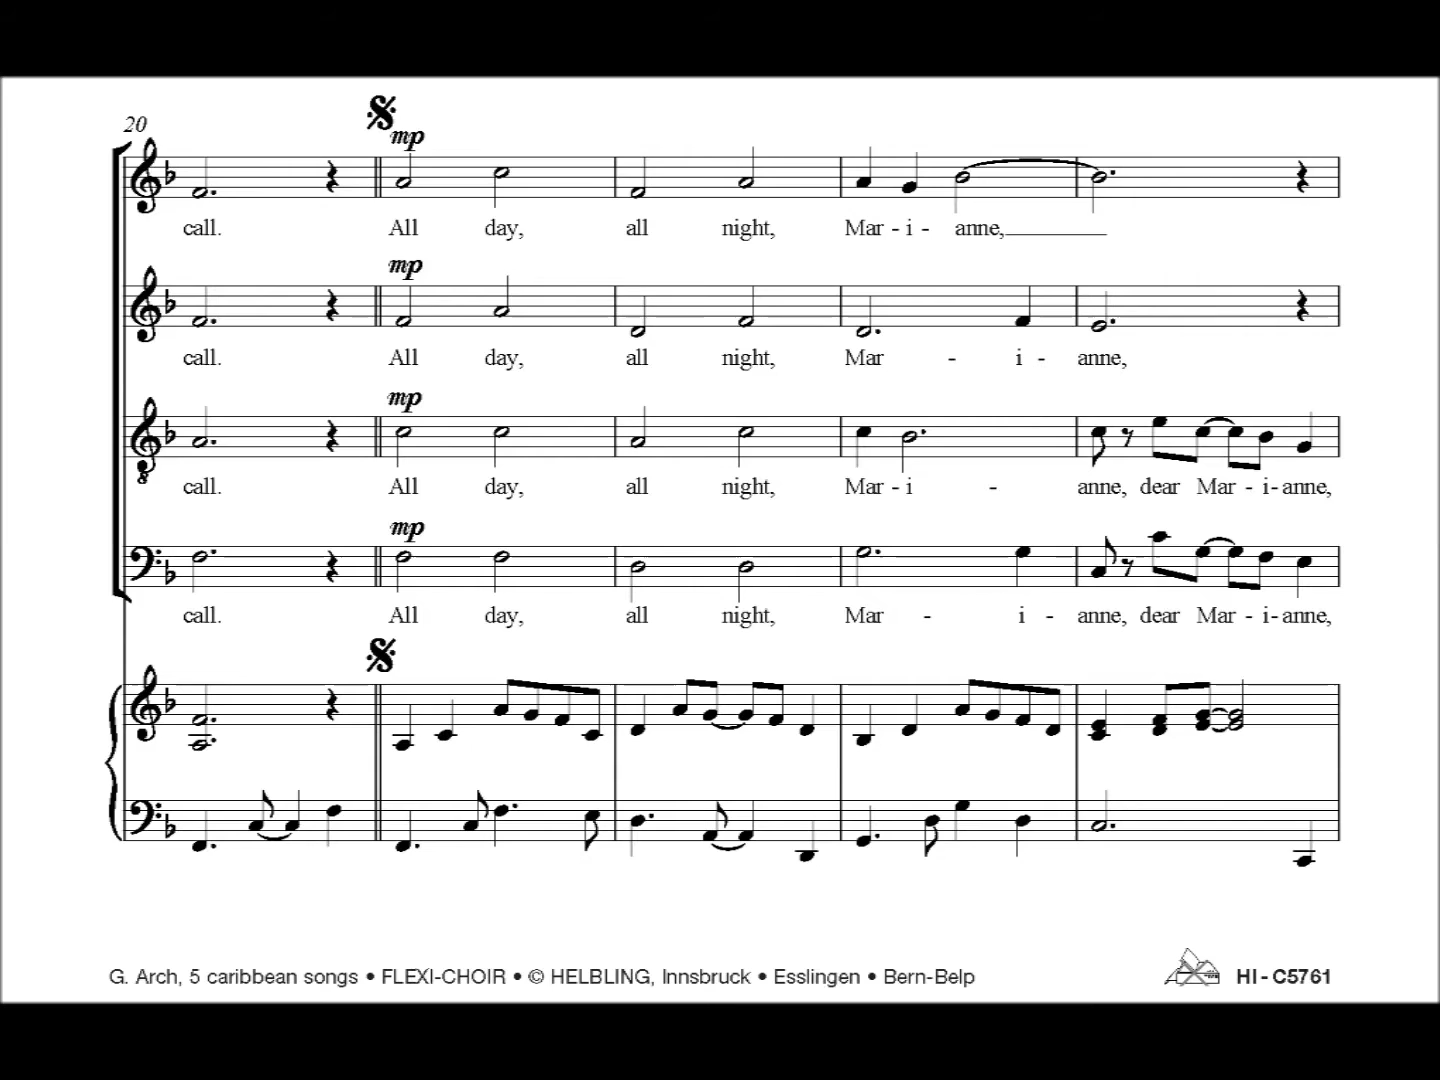 20
mp
call. All day, all night, Mar - i - anne,
mp
call. All day, all night, Mar - i - anne,
mp
call. All day, all night, Mar - i - anne, dear Mar - i - anne,
mp
call. All day, all night, Mar - i - anne, dear Mar - i - anne,
G. Arch, 5 caribbean songs • FLEXI-CHOIR • © HELBLING, Innsbruck • Esslingen • Bern-Belp HI - C5761